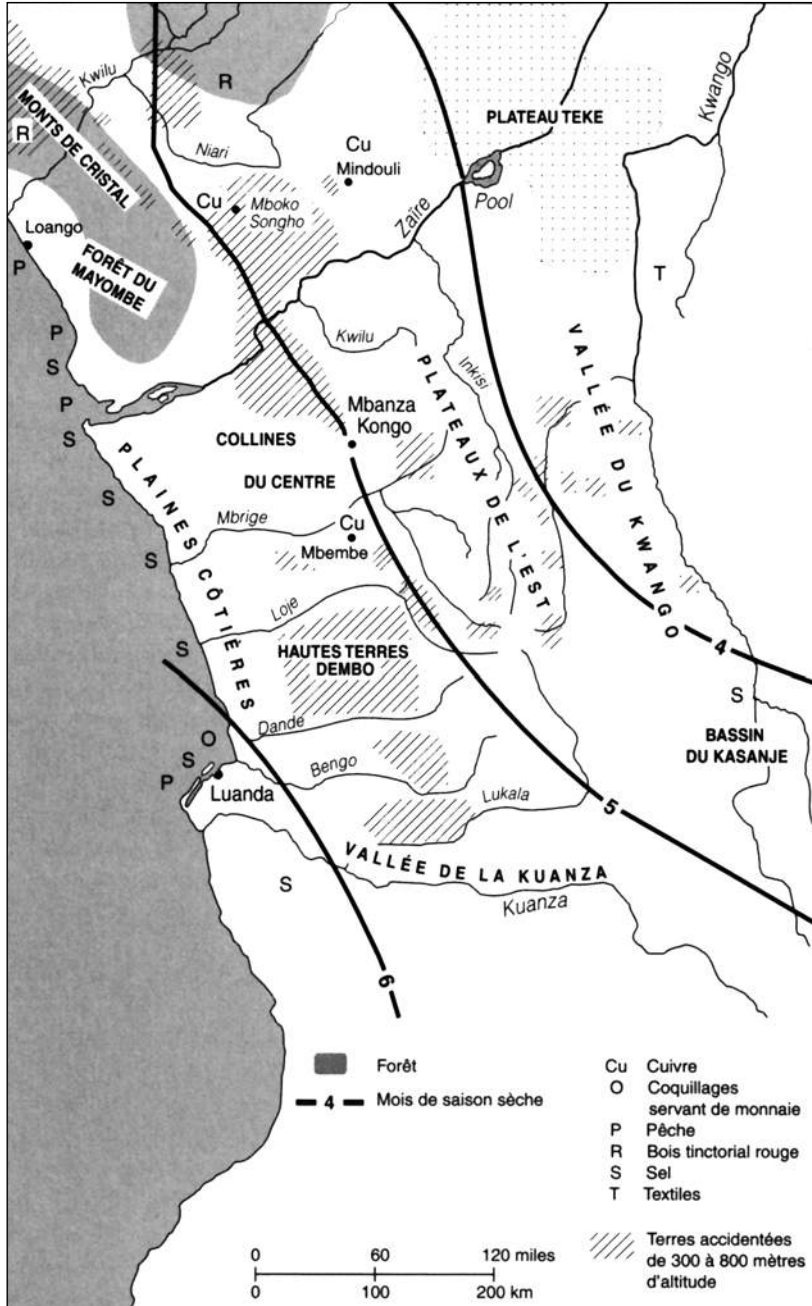 Kwilu
R
Kwango
PLATEAU TEKE
MONTS DE CRISTAL
R
Niari
Cu
Mindouli
Cu
Mboko
Songho
Pool
Zaïre
Loango
P
FORÊT DU
MAYOMBE
T
P
S
P
S
Kwilu
Inkisi
VALLÉE DU KWANGO
PLATEAUX DE L'EST
Mbanza
Kongo
COLLINES
DU CENTRE
PLAINES CÔTIÈRES
S
Mbrige
Cu
Mbembe
S
Loje
HAUTES TERRES
DEMBO
S
4
S
Dande
O
S
P
Luanda
Bengo
BASSIN
DU KASANJE
Lukala
5
VALLÉE DE LA KUANZA
S
Kuanza
6
Forêt
4 Mois de saison sèche
Cu Cuivre
O Coquillages
servant de monnaie
P Pêche
R Bois tinctorial rouge
S Sel
T Textiles
Terres accidentées
de 300 à 800 mètres
d'altitude
0 60 120 miles
0 100 200 km